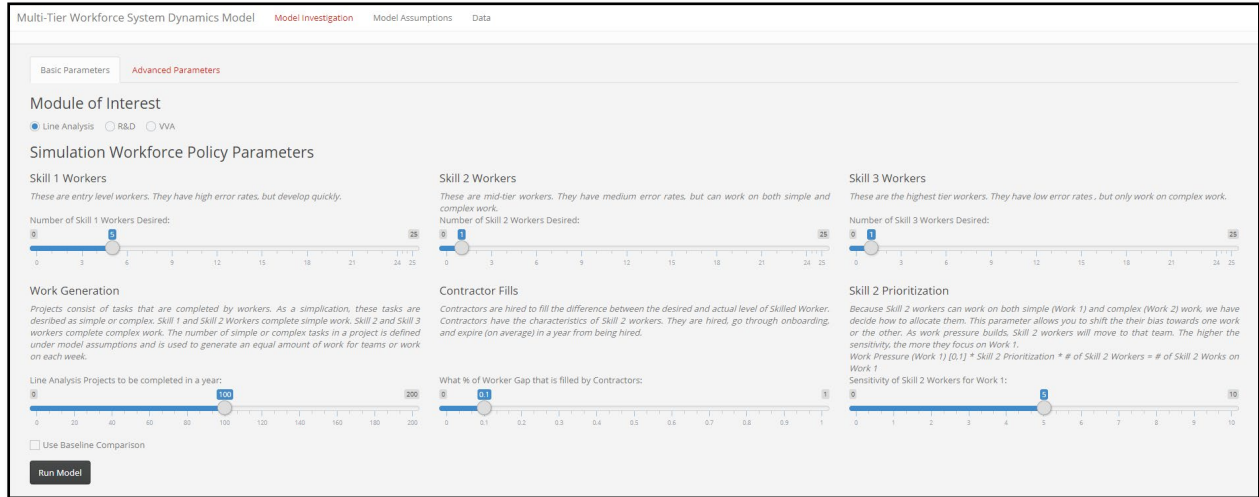 Multi-Tier Workforce System Dynamics Model Model Investigation Model Assumptions Data
Basic Parameters Advanced Parameters
Module of Interest
Line Analysis R&D VVA
Simulation Workforce Policy Parameters
Skill 1 Workers
These are entry level workers. They have high error rates, but develop quickly.
Number of Skill 1 Workers Desired:
0 5 25
0 3 6 9 12 15 18 21 24 25
Skill 2 Workers
These are mid-tier workers. They have medium error rates, but can work on both simple and
complex work.
Number of Skill 2 Workers Desired:
0 1 25
0 3 6 9 12 15 18 21 24 25
Skill 3 Workers
These are the highest tier workers. They have low error rates , but only work on complex work.
Number of Skill 3 Workers Desired:
0 1 25
0 3 6 9 12 15 18 21 24 25
Work Generation
Projects consist of tasks that are completed by workers. As a simplication, these tasks are
desribed as simple or complex. Skill 1 and Skill 2 Workers complete simple work. Skill 2 and Skill 3
workers complete complex work. The number of simple or complex tasks in a project is defined
under model assumptions and is used to generate an equal amount of work for teams or work
on each week.
Line Analysis Projects to be completed in a year:
0 100 200
0 20 40 60 80 100 120 140 160 180 200
Contractor Fills
Contractors are hired to fill the difference between the desired and actual level of Skilled Worker.
Contractors have the characteristics of Skill 2 workers. They are hired, go through onboarding,
and expire (on average) in a year from being hired.
What % of Worker Gap that is filled by Contractors:
0 0.1 1
0 0.1 0.2 0.3 0.4 0.5 0.6 0.7 0.8 0.9 1
Skill 2 Prioritization
Because Skill 2 workers can work on both simple (Work 1) and complex (Work 2) work, we have
decide how to allocate them. This parameter allows you to shift the their bias towards one work
or the other. As work pressure builds, Skill 2 workers will move to that team. The higher the
sensitivity, the more they focus on Work 1.
Work Pressure (Work 1) [0,1] * Skill 2 Prioritization * # of Skill 2 Workers = # of Skill 2 Works on
Work 1
Sensitivity of Skill 2 Workers for Work 1:
0 5 10
0 1 2 3 4 5 6 7 8 9 10
Use Baseline Comparison
Run Model